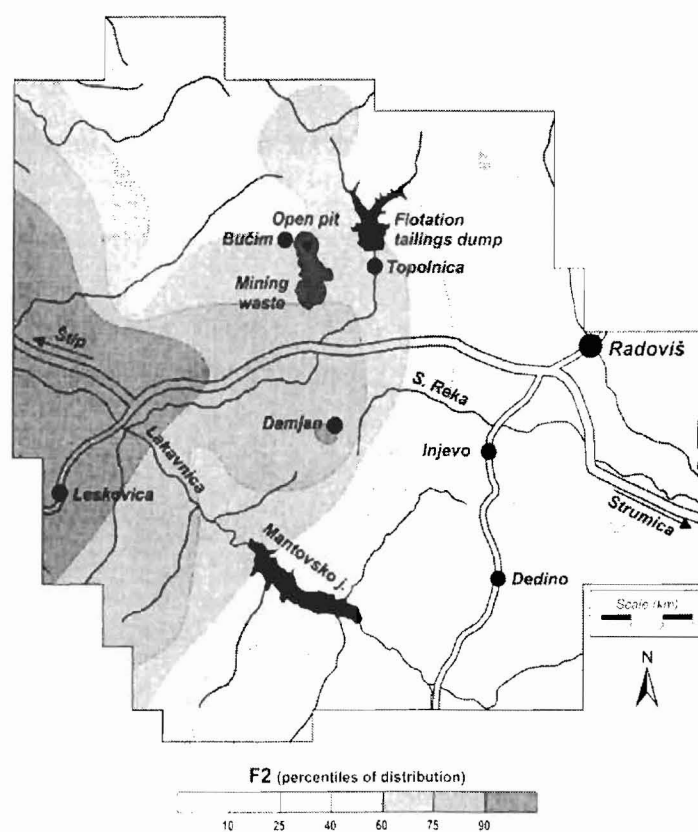 Open pit
Bučim
Flotation
tailings dump
Topolnica
Mining
waste
Štip
Radoviš
S. Reka
Damjan
Injevo
Lakavnica
Leskovica
Strumica
Mantovsko j.
Dedino
Scale (km)
N
F2 (percentiles of distribution)
10 25 40 60 75 90